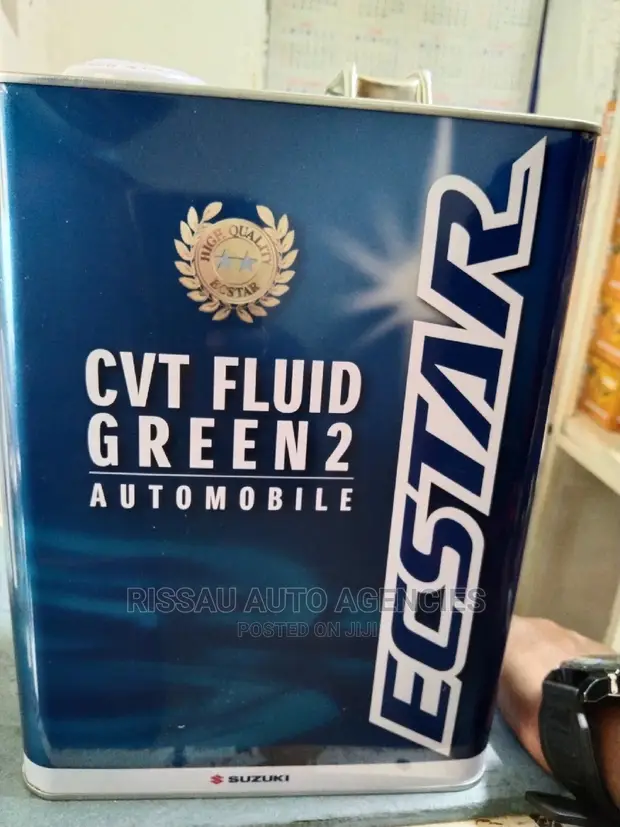 HIGH QUALITY
ECSTAR
CVT FLUID
GREEN 2
AUTOMOBILE
ECSTAR
RISSAU AUTO AGENCIES
POSTED ON JIJI
SUZUKI